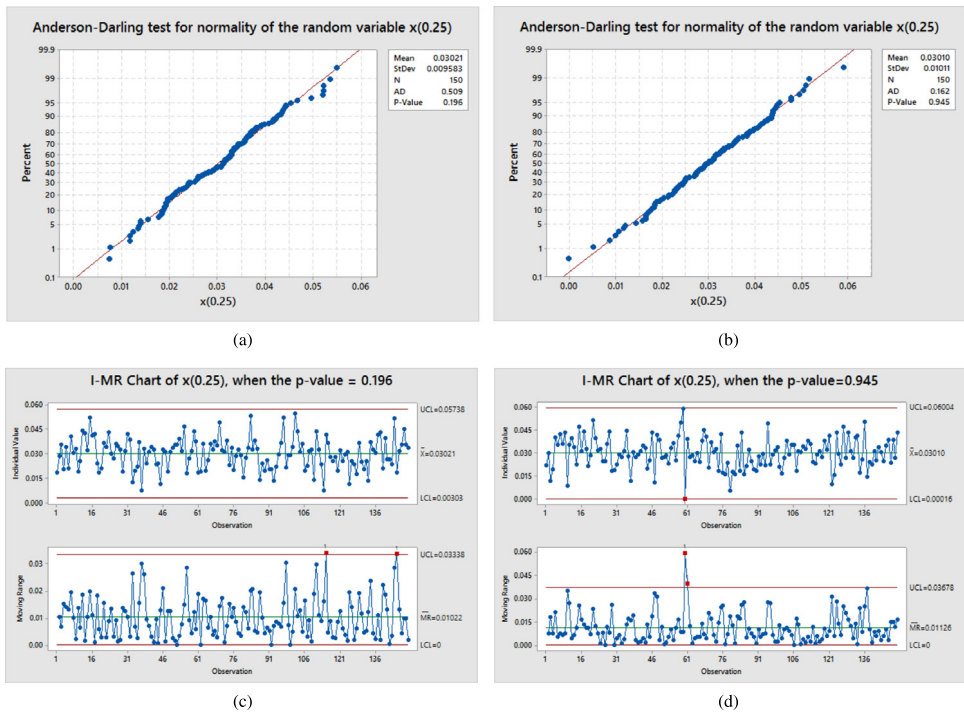 Anderson-Darling test for normality of the random variable x(0.25)
99.9
99
95
90
80
70
60
50
40
30
20
10
5
1
0.1
Percent
0.00 0.01 0.02 0.03 0.04 0.05 0.06
x(0.25)
Mean 0.03021
StDev 0.009583
N 150
AD 0.509
P-Value 0.196
(a)
Anderson-Darling test for normality of the random variable x(0.25)
99.9
99
95
90
80
70
60
50
40
30
20
10
5
1
0.1
Percent
0.00 0.01 0.02 0.03 0.04 0.05 0.06
x(0.25)
Mean 0.03010
StDev 0.01011
N 150
AD 0.162
P-Value 0.945
(b)
I-MR Chart of x(0.25), when the p-value = 0.196
0.060
0.045
0.030
0.015
0.000
Individual Value
UCL=0.05738
X̄=0.03021
LCL=0.00303
1 16 31 46 61 76 91 106 121 136
Observation
0.03
0.02
0.01
0.00
Moving Range
1
1
UCL=0.03338
M̅R̅=0.01022
LCL=0
1 16 31 46 61 76 91 106 121 136
Observation
(c)
I-MR Chart of x(0.25), when the p-value=0.945
0.060
0.045
0.030
0.015
0.000
Individual Value
1
UCL=0.06004
X̄=0.03010
LCL=0.00016
1 16 31 46 61 76 91 106 121 136
Observation
0.060
0.045
0.030
0.015
0.000
Moving Range
1
UCL=0.03678
M̅R̅=0.01126
LCL=0
1 16 31 46 61 76 91 106 121 136
Observation
(d)